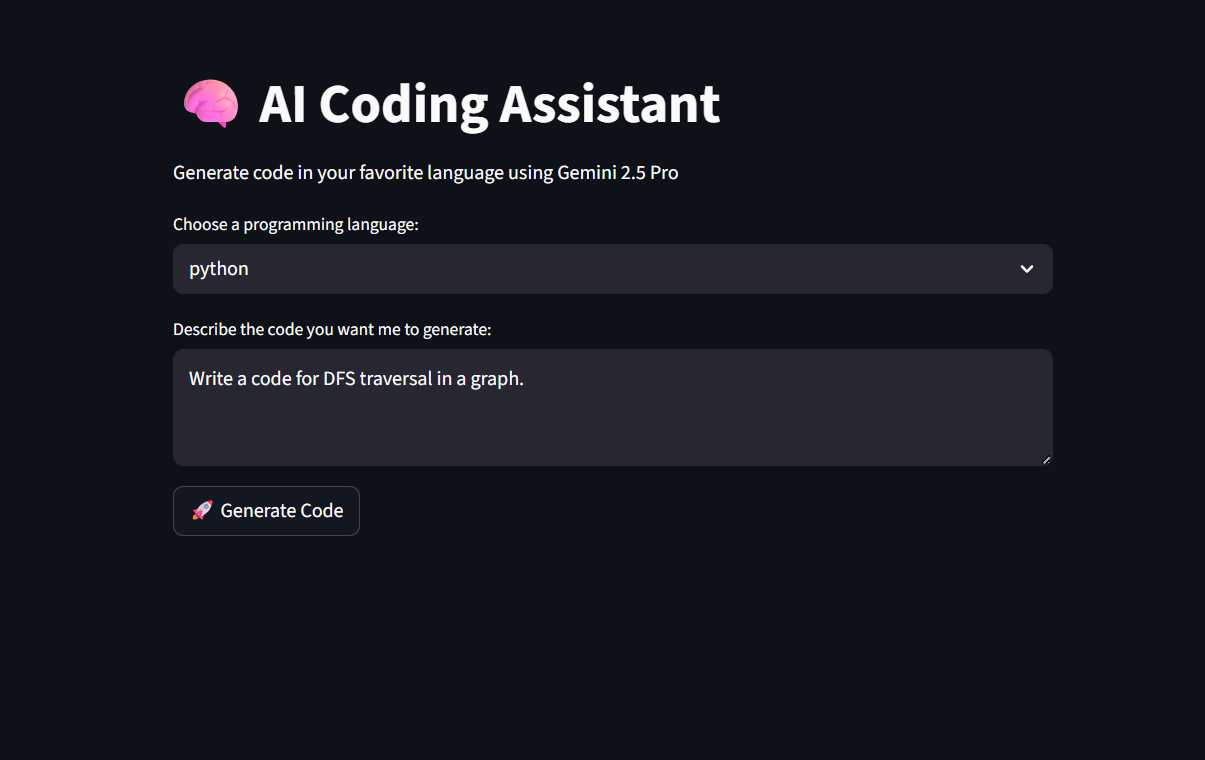 🧠 AI Coding Assistant
Generate code in your favorite language using Gemini 2.5 Pro
Choose a programming language:
python
Describe the code you want me to generate:
Write a code for DFS traversal in a graph.
🚀 Generate Code